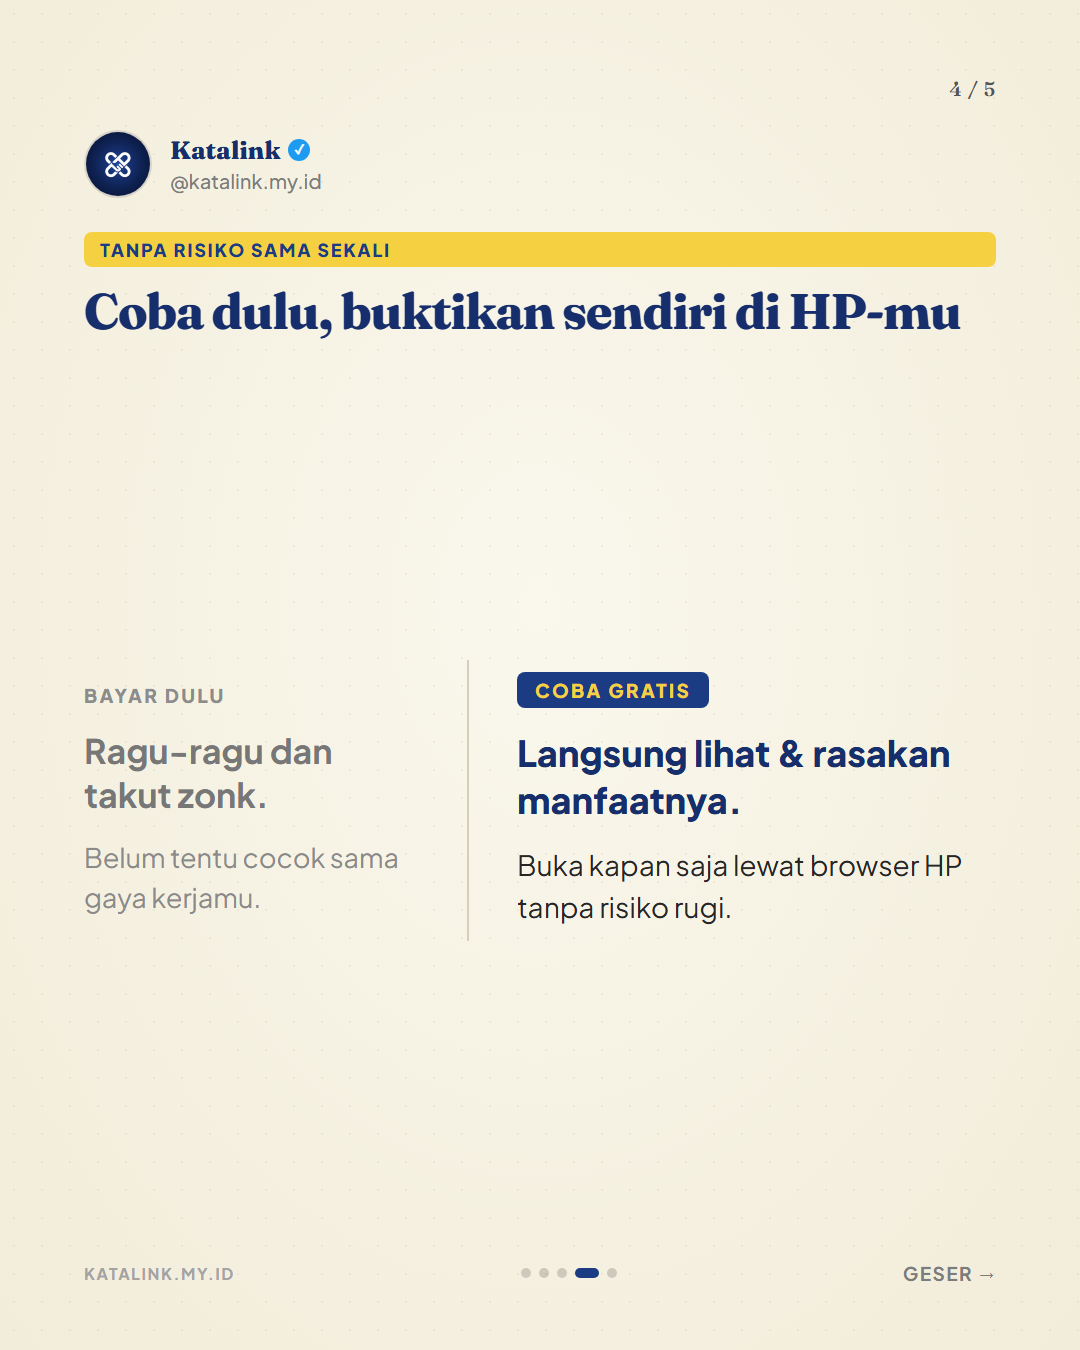 4 / 5
Katalink
@katalink.my.id
TANPA RISIKO SAMA SEKALI
Coba dulu, buktikan sendiri di HP-mu
BAYAR DULU
Ragu-ragu dan
takut zonk.
Belum tentu cocok sama
gaya kerjamu.
COBA GRATIS
Langsung lihat & rasakan
manfaatnya.
Buka kapan saja lewat browser HP
tanpa risiko rugi.
KATALINK.MY.ID
GESER →